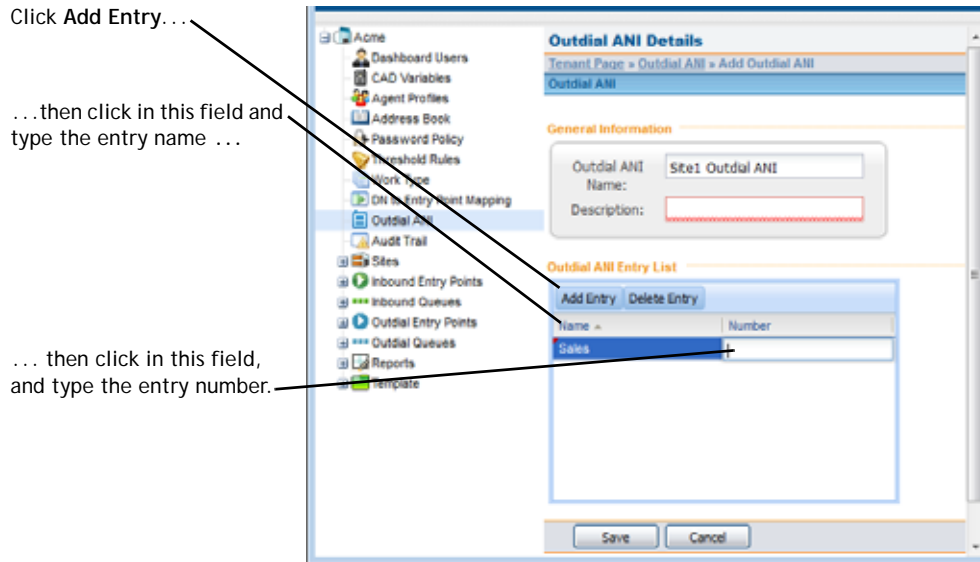 Click Add Entry...
...then click in this field and
type the entry name ...
... then click in this field,
and type the entry number.
Acme
Dashboard Users
CAD Variables
Agent Profiles
Address Book
Password Policy
Threshold Rules
Work Type
DN to Entry Point Mapping
Outdial ANI
Audit Trail
Sites
Inbound Entry Points
Inbound Queues
Outdial Entry Points
Outdial Queues
Reports
Template
Outdial ANI Details
Tenant Page » Outdial ANI » Add Outdial ANI
Outdial ANI
General Information
Outdial ANI
Name:
Site1 Outdial ANI
Description:
Outdial ANI Entry List
Add Entry Delete Entry
Name Number
Sales
Save Cancel